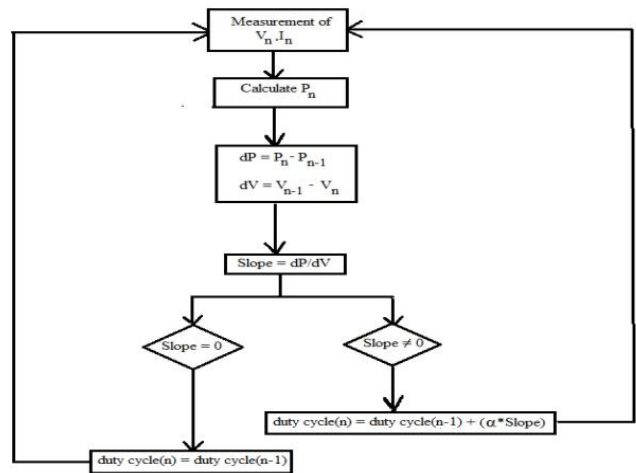 Measurement of
Vₙ ,Iₙ
Calculate Pₙ
dP = Pₙ - Pₙ₋₁
dV = Vₙ₋₁ - Vₙ
Slope = dP/dV
Slope = 0
Slope ≠ 0
duty cycle(n) = duty cycle(n-1) + (α*Slope)
duty cycle(n) = duty cycle(n-1)